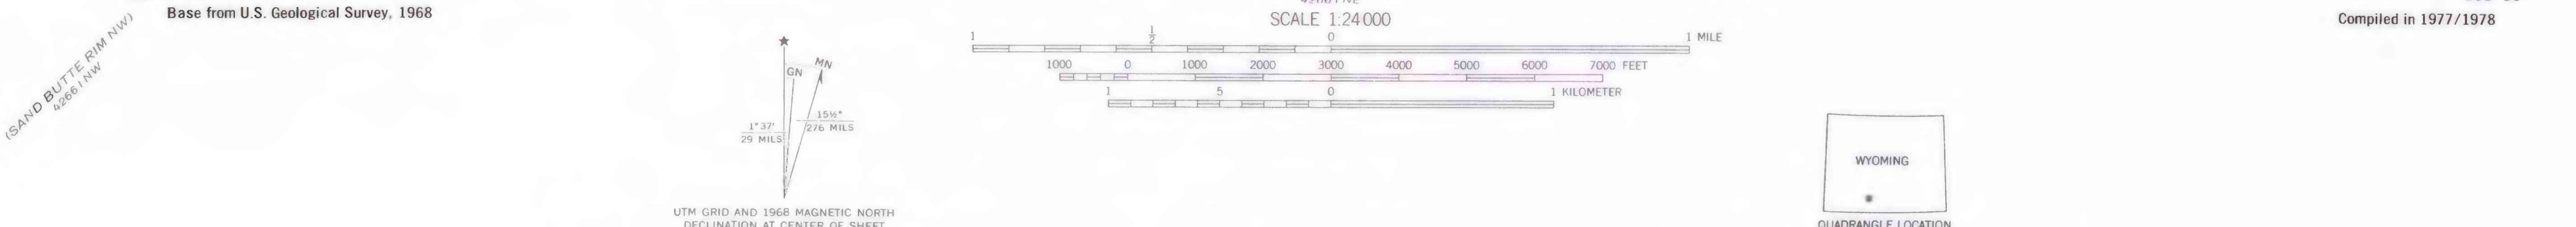 Base from U.S. Geological Survey, 1968
(SAND BUTTE RIM NW)
4266 I NW
★
GN
MN
1°37'
29 MILS
15½°
276 MILS
UTM GRID AND 1968 MAGNETIC NORTH
DECLINATION AT CENTER OF SHEET
SCALE 1:24000
1 ½ 0 1 MILE
1000 0 1000 2000 3000 4000 5000 6000 7000 FEET
1 5 0 1 KILOMETER
Compiled in 1977/1978
WYOMING
QUADRANGLE LOCATION